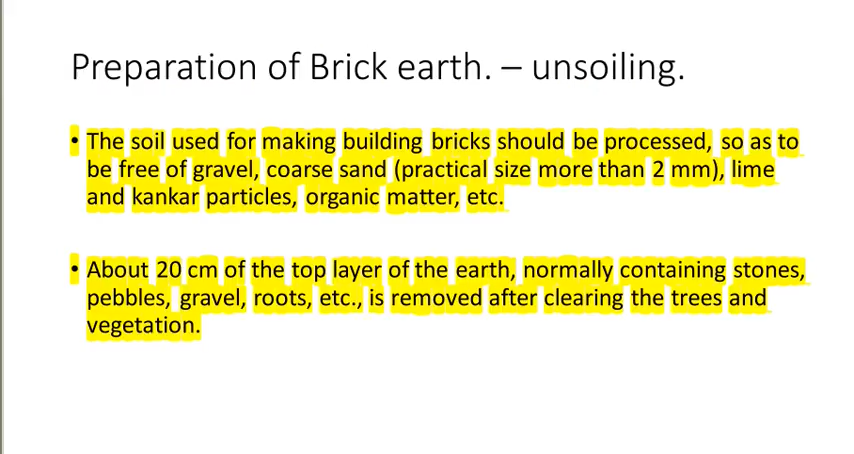 Preparation of Brick earth. – unsoiling.
• The soil used for making building bricks should be processed, so as to
be free of gravel, coarse sand (practical size more than 2 mm), lime
and kankar particles, organic matter, etc.
• About 20 cm of the top layer of the earth, normally containing stones,
pebbles, gravel, roots, etc., is removed after clearing the trees and
vegetation.